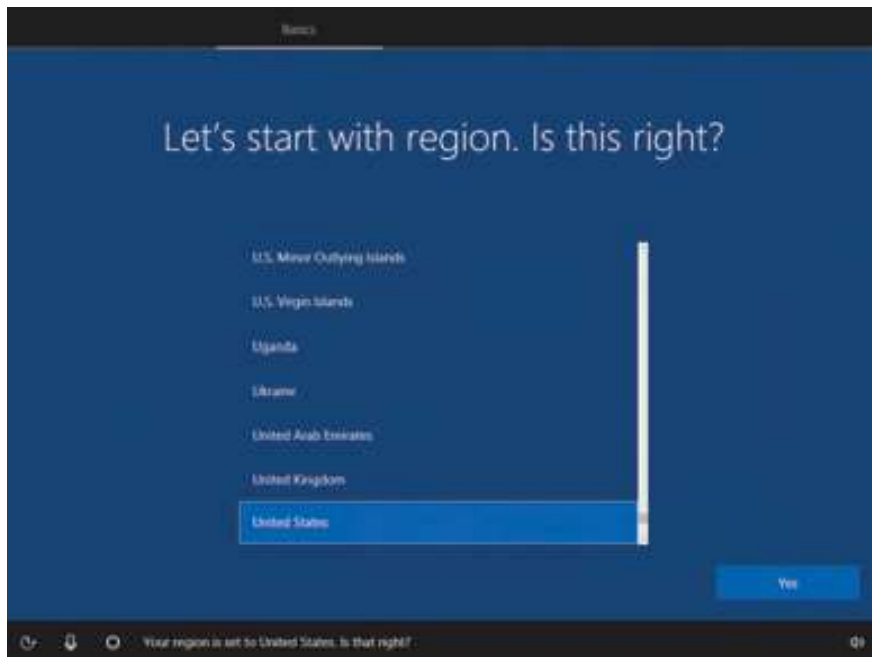 Basics
Let's start with region. Is this right?
U.S. Minor Outlying Islands
U.S. Virgin Islands
Uganda
Ukraine
United Arab Emirates
United Kingdom
United States
Yes
Your region is set to United States. Is that right?